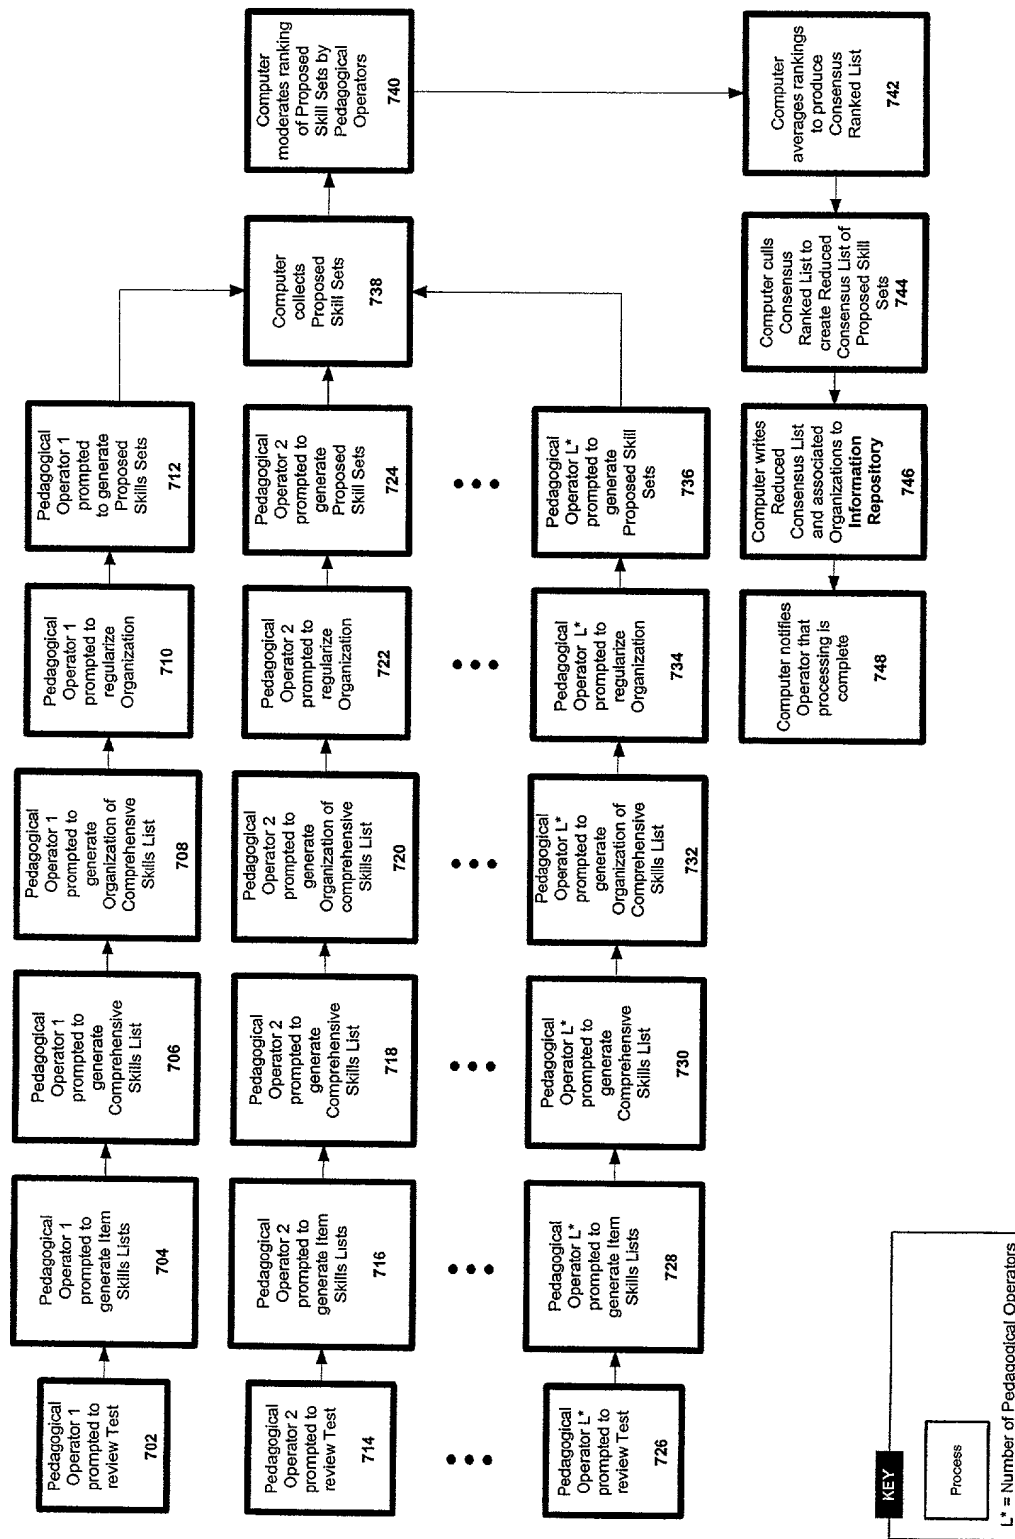 Pedagogical
Operator 1
prompted to
review Test
702
Pedagogical
Operator 1
prompted to
generate Item
Skills Lists
704
Pedagogical
Operator 1
prompted to
generate
Comprehensive
Skills List
706
Pedagogical
Operator 1
prompted to
generate
Organization of
Comprehensive
Skills List
708
Pedagogical
Operator 1
prompted to
regularize
Organization
710
Pedagogical
Operator 1
prompted
to generate
Proposed
Skills Sets
712
Pedagogical
Operator 2
prompted to
review Test
714
Pedagogical
Operator 2
prompted to
generate Item
Skills Lists
716
Pedagogical
Operator 2
prompted to
generate
Comprehensive
Skills List
718
Pedagogical
Operator 2
prompted to
generate
Organization of
comprehensive
Skills List
720
Pedagogical
Operator 2
prompted to
regularize
Organization
722
Pedagogical
Operator 2
prompted to
generate
Proposed
Skill Sets
724
Computer
collects
Proposed
Skill Sets
738
Computer
moderates ranking
of Proposed
Skill Sets by
Pedagogical
Operators
740
Pedagogical
Operator L*
prompted to
review Test
726
Pedagogical
Operator L*
prompted to
generate Item
Skills Lists
728
Pedagogical
Operator L*
prompted to
generate
Comprehensive
Skills List
730
Pedagogical
Operator L*
prompted to
generate
Organization of
Comprehensive
Skills List
732
Pedagogical
Operator L*
prompted to
regularize
Organization
734
Pedagogical
Operator L*
prompted to
generate
Proposed Skill
Sets
736
Computer
averages rankings
to produce
Consensus
Ranked List
742
Computer culls
Consensus
Ranked List to
create Reduced
Consensus List of
Proposed Skill
Sets
744
Computer writes
Reduced
Consensus List
and associated
Organizations to
Information
Repository
746
Computer notifies
Operator that
processing is
complete
748
KEY
Process
L* = Number of Pedagogical Operators